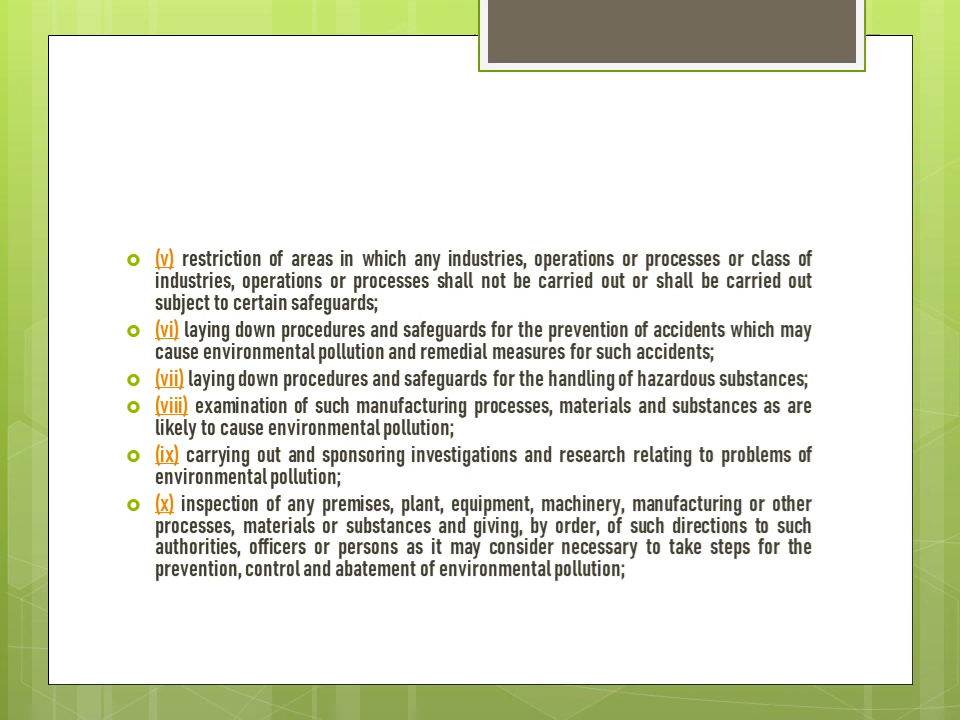 (v) restriction of areas in which any industries, operations or processes or class of
industries, operations or processes shall not be carried out or shall be carried out
subject to certain safeguards;
(vi) laying down procedures and safeguards for the prevention of accidents which may
cause environmental pollution and remedial measures for such accidents;
(vii) laying down procedures and safeguards for the handling of hazardous substances;
(viii) examination of such manufacturing processes, materials and substances as are
likely to cause environmental pollution;
(ix) carrying out and sponsoring investigations and research relating to problems of
environmental pollution;
(x) inspection of any premises, plant, equipment, machinery, manufacturing or other
processes, materials or substances and giving, by order, of such directions to such
authorities, officers or persons as it may consider necessary to take steps for the
prevention, control and abatement of environmental pollution;